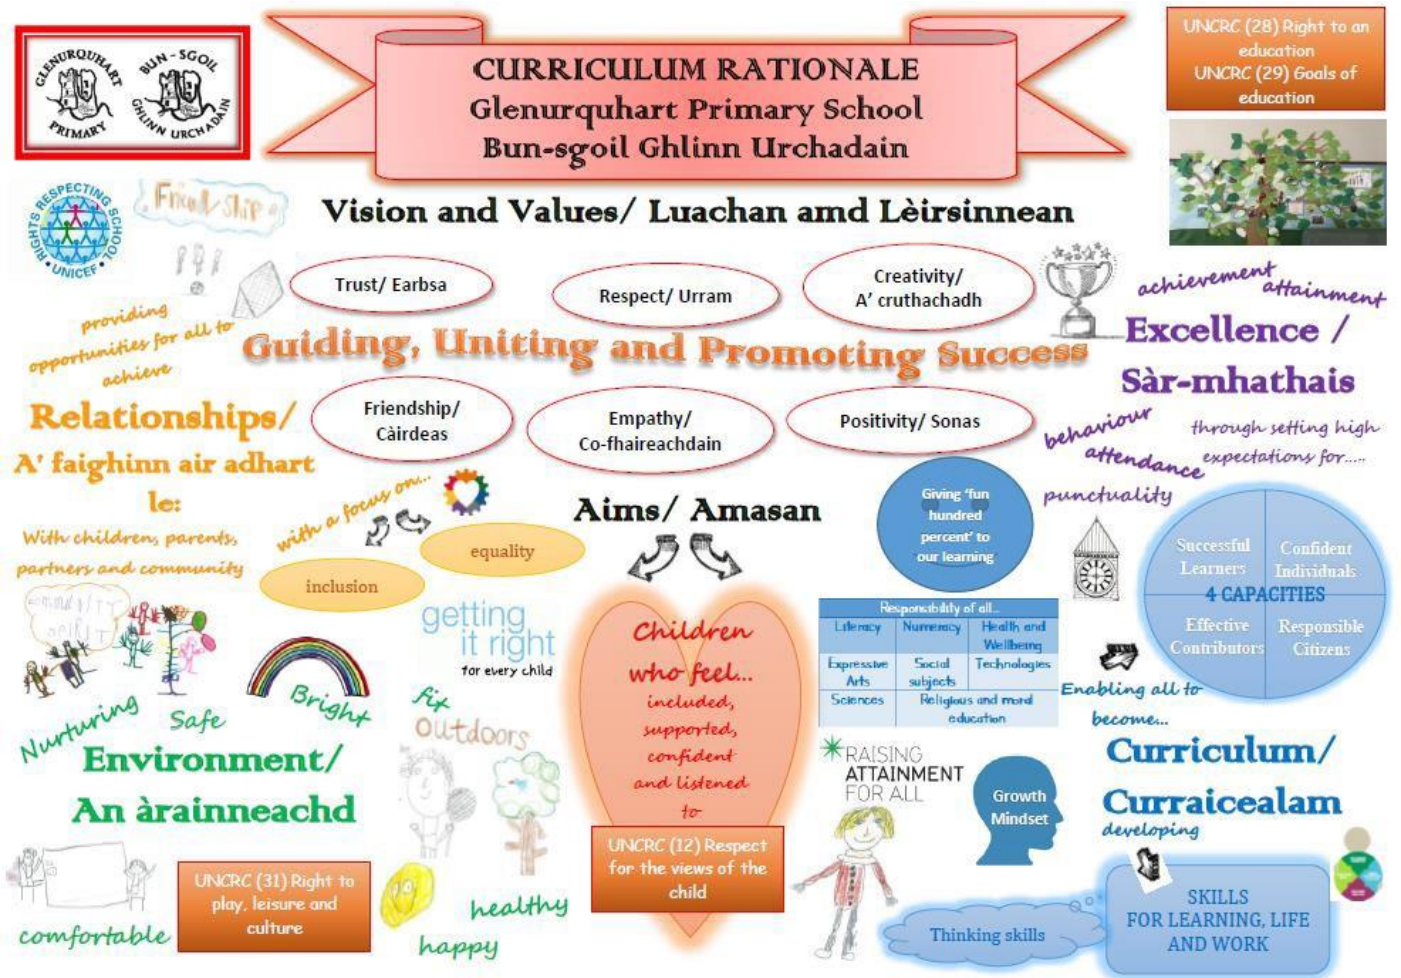 GLENURQUHART
PRIMARY
BUN-SGOIL
GHLINN URCHADAIN
CURRICULUM RATIONALE
Glenurquhart Primary School
Bun-sgoil Ghlinn Urchadain
UNCRC (28) Right to an
education
UNCRC (29) Goals of
education
RIGHTS RESPECTING SCHOOL
UNICEF
Friendship
Vision and Values/ Luachan amd Lèirsinnean
Trust/ Earbsa
Respect/ Urram
Creativity/
A' cruthachadh
Guiding, Uniting and Promoting Success
Friendship/
Càirdeas
Empathy/
Co-fhaireachdain
Positivity/ Sonas
providing
opportunities for all to
achieve
Relationships/
A' faighinn air adhart
le:
With children, parents,
partners and community
with a focus on...
inclusion
equality
achievement
attainment
Excellence /
Sàr-mhathais
behaviour
attendance
punctuality
through setting high
expectations for.....
Aims/ Amasan
Giving 'fun
hundred
percent' to
our learning
Successful
Learners
Confident
Individuals
4 CAPACITIES
Effective
Contributors
Responsible
Citizens
community
spirit
getting
it right
for every child
Children
who feel...
included,
supported,
confident
and listened
to
UNCRC (12) Respect
for the views of the
child
Responsibility of all...
Literacy
Numeracy
Health and
Wellbeing
Expressive
Arts
Social
subjects
Technologies
Sciences
Religious and moral
education
Enabling all to
become...
Curriculum/
Curraicealam
developing
Nurturing
Safe
Bright
fit
outdoors
Environment/
An àrainneachd
UNCRC (31) Right to
play, leisure and
culture
comfortable
healthy
happy
RAISING
ATTAINMENT
FOR ALL
Growth
Mindset
Thinking skills
SKILLS
FOR LEARNING, LIFE
AND WORK